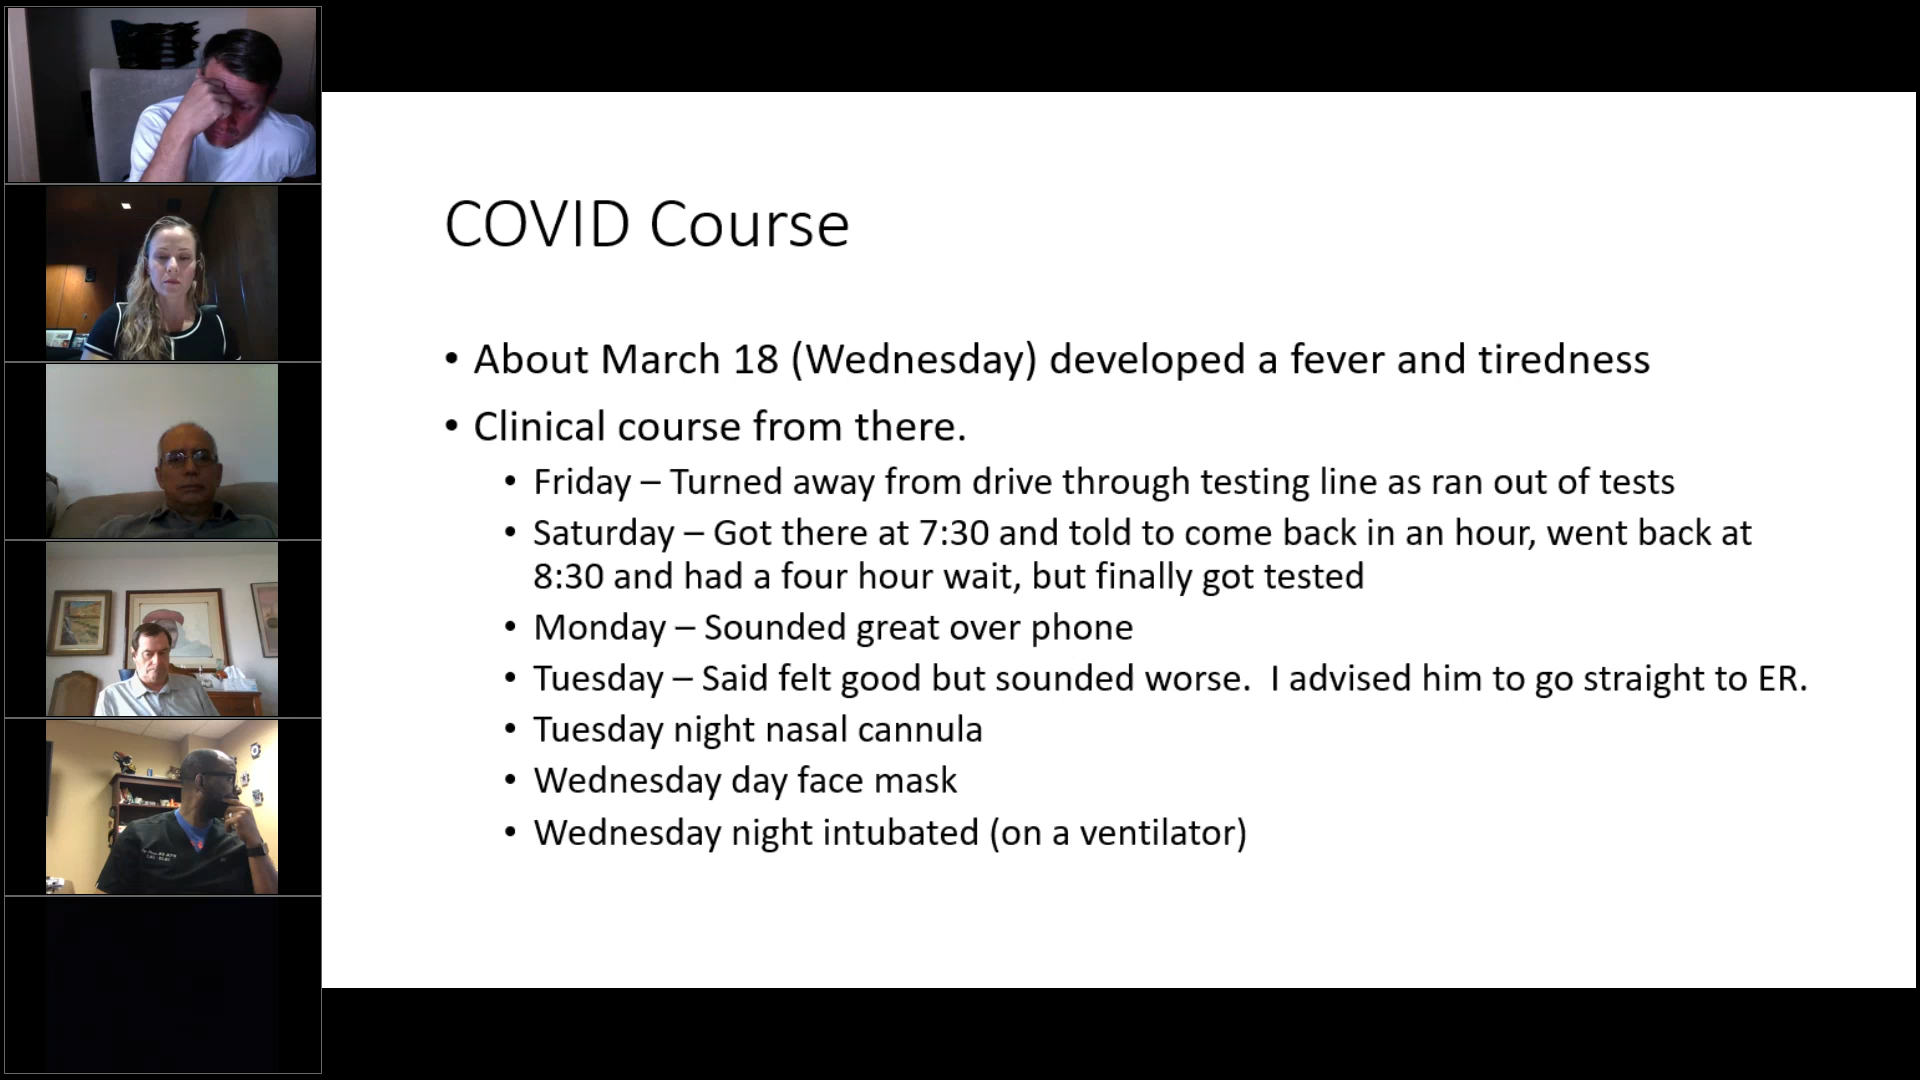 COVID Course
• About March 18 (Wednesday) developed a fever and tiredness
• Clinical course from there.
• Friday – Turned away from drive through testing line as ran out of tests
• Saturday – Got there at 7:30 and told to come back in an hour, went back at
8:30 and had a four hour wait, but finally got tested
• Monday – Sounded great over phone
• Tuesday – Said felt good but sounded worse.  I advised him to go straight to ER.
• Tuesday night nasal cannula
• Wednesday day face mask
• Wednesday night intubated (on a ventilator)